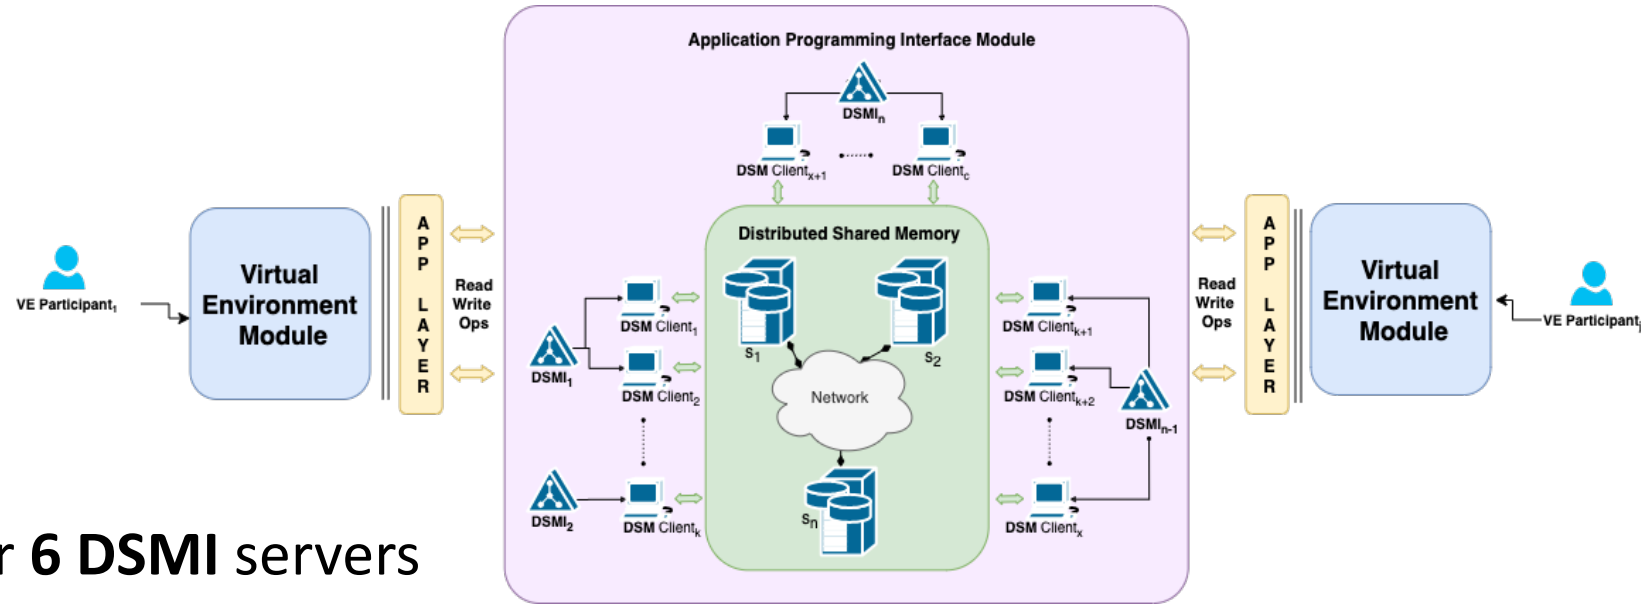 Application Programming Interface Module
DSMIn
DSM Clientx+1
DSM Clientc
Distributed Shared Memory
S1
S2
Network
Sn
VE Participant1
Virtual
Environment
Module
A
P
P
L
A
Y
E
R
Read
Write
Ops
DSM Client1
DSMI1
DSM Client2
DSMI2
DSM Clientk
DSM Clientk+1
DSM Clientk+2
DSMIn-1
DSM Clientx
Read
Write
Ops
A
P
P
L
A
Y
E
R
Virtual
Environment
Module
VE Participantj
r 6 DSMI servers